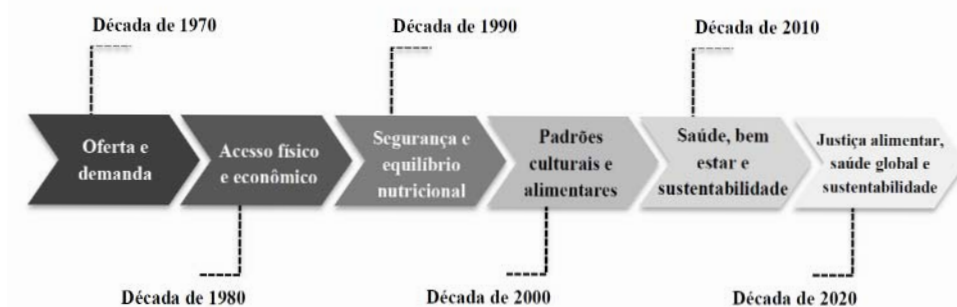 Década de 1970
Década de 1990
Década de 2010
Oferta e
demanda
Acesso físico
e econômico
Segurança e
equilíbrio
nutricional
Padrões
culturais e
alimentares
Saúde, bem
estar e
sustentabilidade
Justiça alimentar,
saúde global e
sustentabilidade
Década de 1980
Década de 2000
Década de 2020